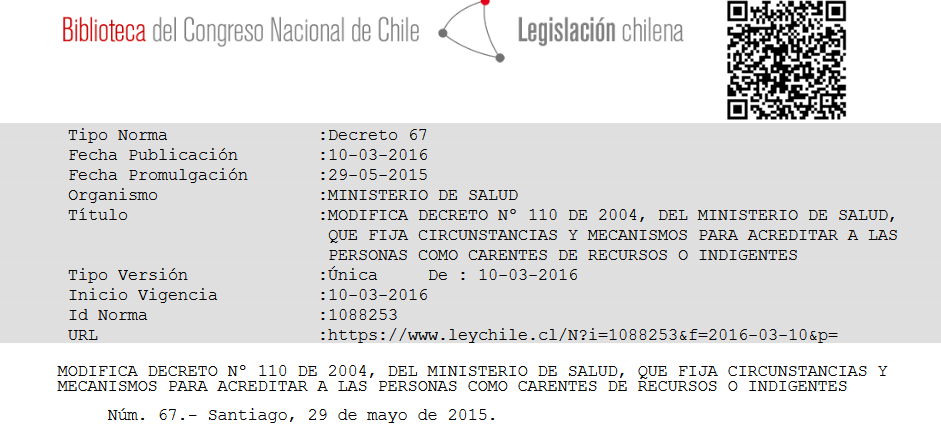 Biblioteca del Congreso Nacional de Chile Legislación chilena
Tipo Norma :Decreto 67
Fecha Publicación :10-03-2016
Fecha Promulgación :29-05-2015
Organismo :MINISTERIO DE SALUD
Título :MODIFICA DECRETO Nº 110 DE 2004, DEL MINISTERIO DE SALUD,
QUE FIJA CIRCUNSTANCIAS Y MECANISMOS PARA ACREDITAR A LAS
PERSONAS COMO CARENTES DE RECURSOS O INDIGENTES
Tipo Versión :Única De : 10-03-2016
Inicio Vigencia :10-03-2016
Id Norma :1088253
URL :https://www.leychile.cl/N?i=1088253&f=2016-03-10&p=
MODIFICA DECRETO Nº 110 DE 2004, DEL MINISTERIO DE SALUD, QUE FIJA CIRCUNSTANCIAS Y
MECANISMOS PARA ACREDITAR A LAS PERSONAS COMO CARENTES DE RECURSOS O INDIGENTES
Núm. 67.- Santiago, 29 de mayo de 2015.